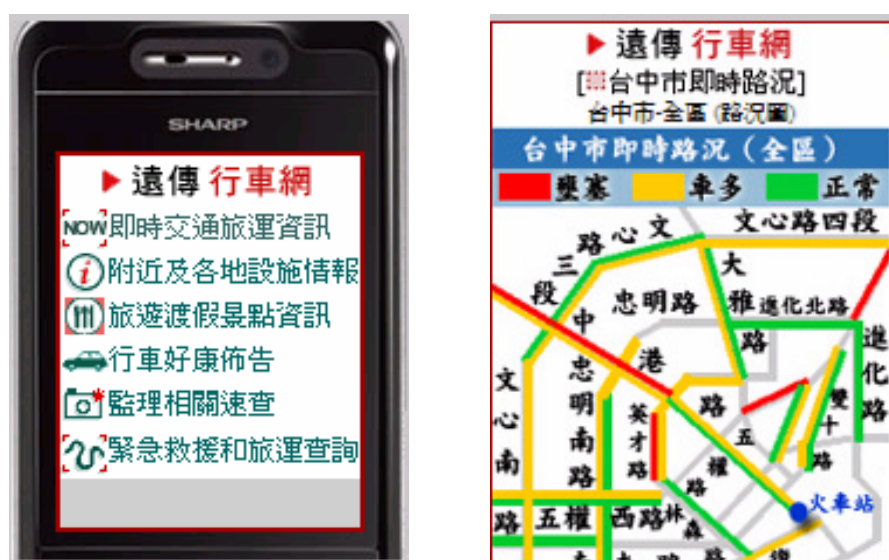 SHARP
遠傳 行車網
NOW 即時交通旅運資訊
i 附近及各地設施情報
旅遊渡假景點資訊
行車好康佈告
監理相關速查
緊急救援和旅運查詢
遠傳 行車網
[台中市即時路況]
台中市-全區 (路況圖)
台中市即時路況（全區）
壅塞 車多 正常
文心路四段
文心路三段
大雅路
忠明路
進化北路
進化路
中港路
文心南路
忠明南路
英才路
五權路
雙十路
火車站
五權西路
林森路